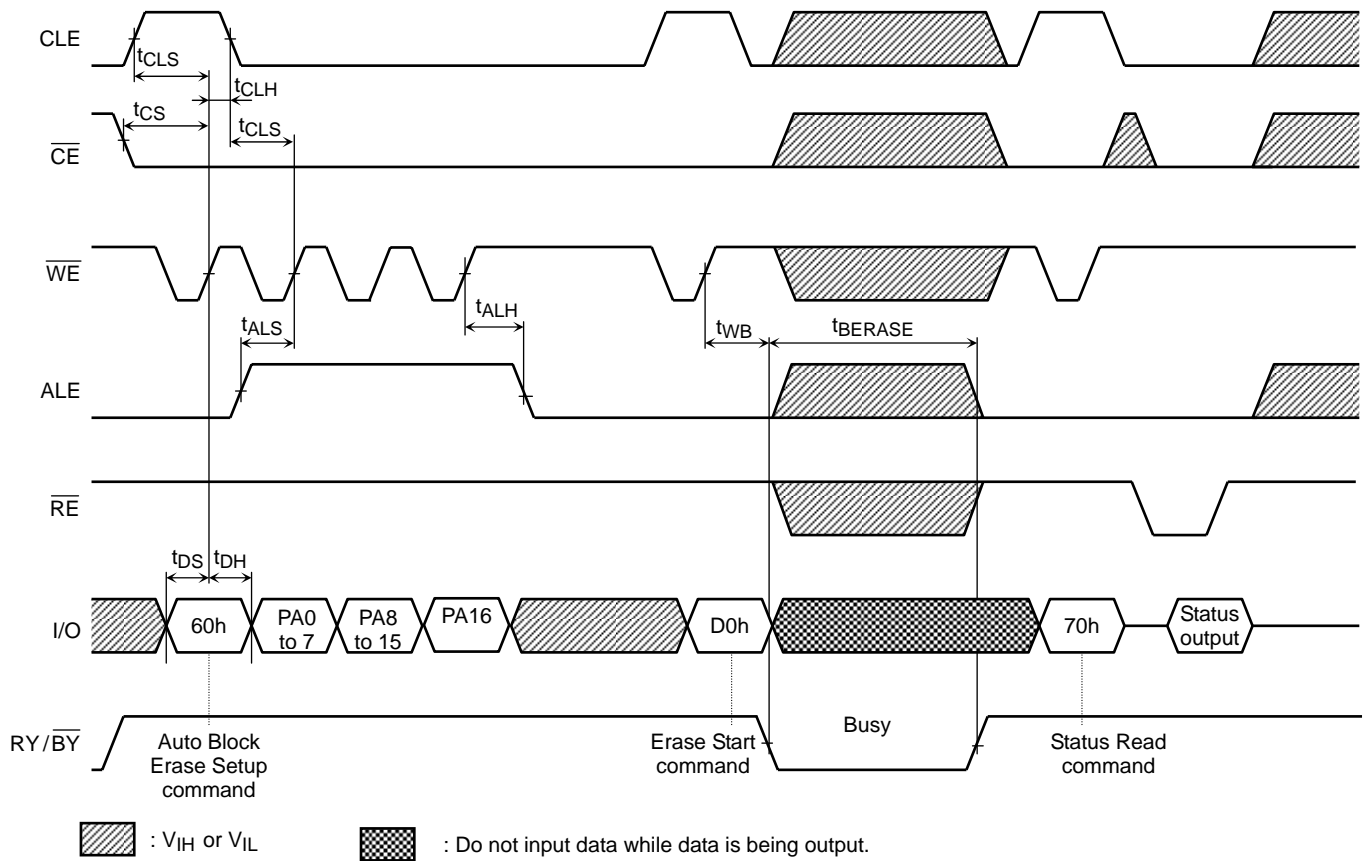 CLE
tCLS
tCLH
tCS
tCLS
CE
WE
tALS
tALH
tWB
tBERASE
ALE
RE
tDS
tDH
I/O
60h
PA0
to 7
PA8
to 15
PA16
D0h
70h
Status
output
RY/BY
Busy
Auto Block
Erase Setup
command
Erase Start
command
Status Read
command
: VIH or VIL
: Do not input data while data is being output.